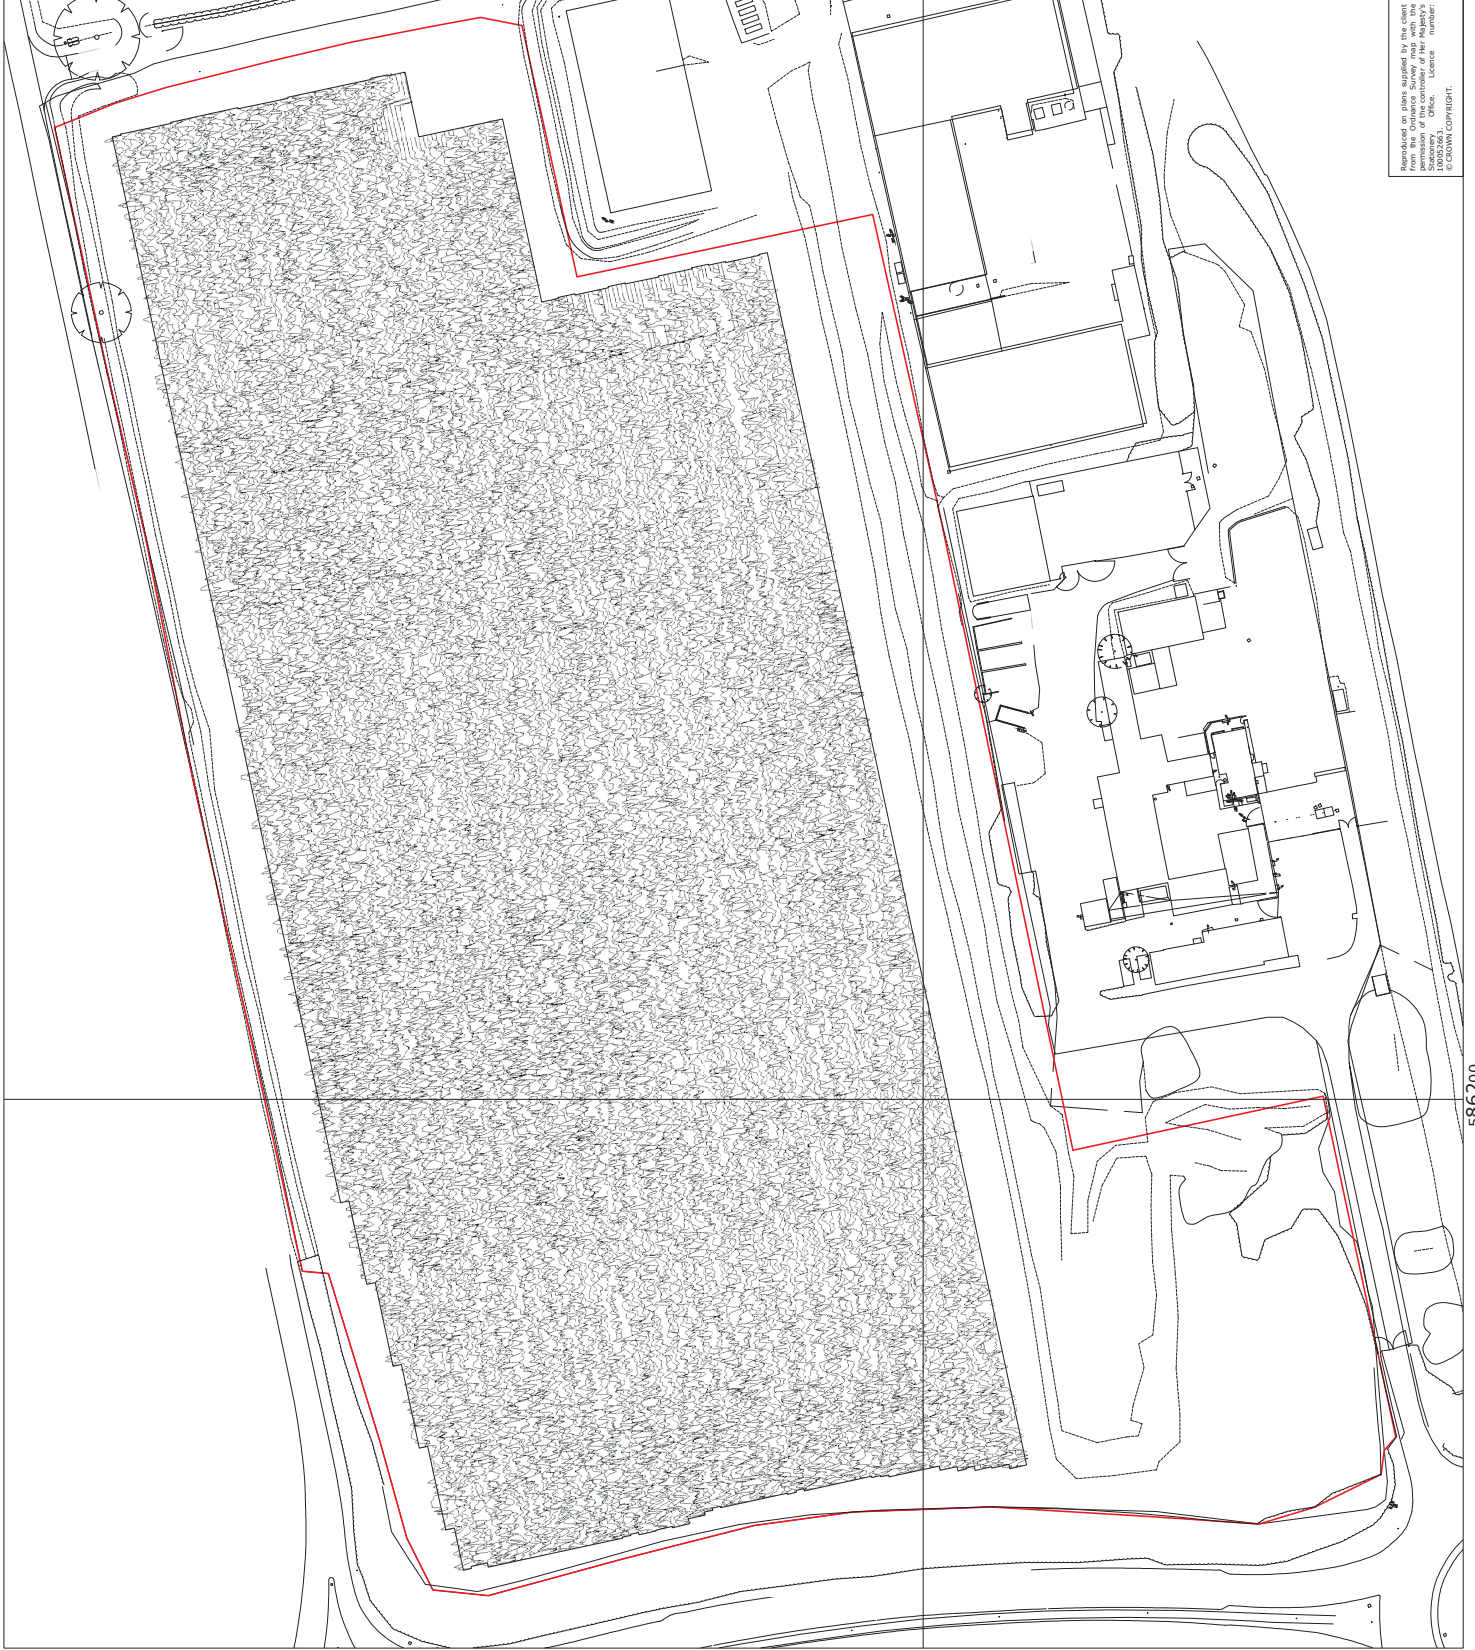 Reproduced on plans supplied by the client
from the Ordnance Survey map with the
permission of the controller of Her Majesty's
Stationery Office. Licence number:
100052663.
© CROWN COPYRIGHT.
586200